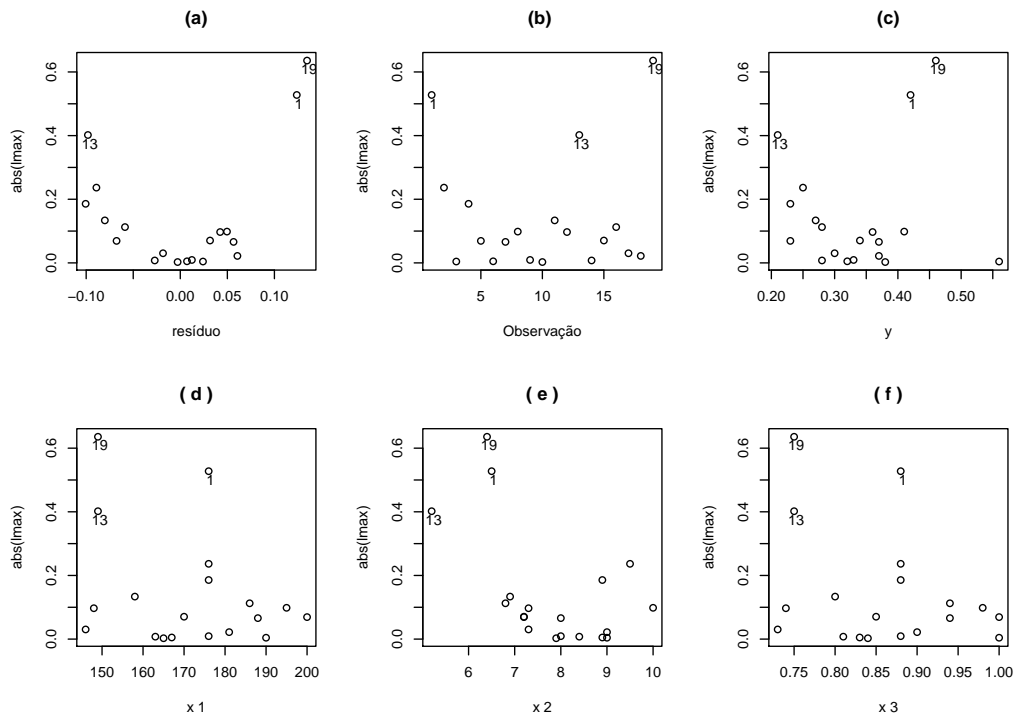 (a)
abs(lmax)
0.0 0.2 0.4 0.6
13
1
19
−0.10 0.00 0.05 0.10
resíduo
(b)
abs(lmax)
0.0 0.2 0.4 0.6
1
13
19
5 10 15
Observação
(c)
abs(lmax)
0.0 0.2 0.4 0.6
13
1
19
0.20 0.30 0.40 0.50
y
( d )
abs(lmax)
0.0 0.2 0.4 0.6
19
13
1
150 160 170 180 190 200
x 1
( e )
abs(lmax)
0.0 0.2 0.4 0.6
19
1
13
6 7 8 9 10
x 2
( f )
abs(lmax)
0.0 0.2 0.4 0.6
19
13
1
0.75 0.80 0.85 0.90 0.95 1.00
x 3